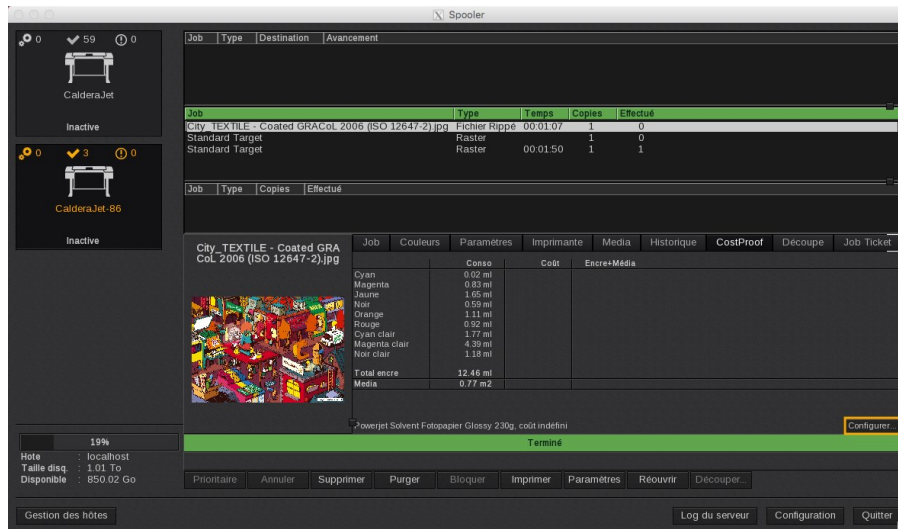 Spooler
0 59 0
CalderaJet
Inactive
0 3 0
CalderaJet-86
Inactive
Job Type Destination Avancement
Job Type Temps Copies Effectué
City_TEXTILE - Coated GRACoL 2006 (ISO 12647-2).jpg Fichier Rippé 00:01:07 1 0
Standard Target Raster 1 0
Standard Target Raster 00:01:50 1 1
Job Type Copies Effectué
City_TEXTILE - Coated GRA
CoL 2006 (ISO 12647-2).jpg
Job Couleurs Paramètres Imprimante Media Historique CostProof Découpe Job Ticket
Conso Coût Encre+Média
Cyan 0.02 ml
Magenta 0.83 ml
Jaune 1.65 ml
Noir 0.59 ml
Orange 1.11 ml
Rouge 0.92 ml
Cyan clair 1.77 ml
Magenta clair 4.39 ml
Noir clair 1.18 ml
Total encre 12.46 ml
Media 0.77 m2
Powerjet Solvent Fotopapier Glossy 230g, coût indéfini
Configurer...
Terminé
19%
Hote : localhost
Taille disq. : 1.01 To
Disponible : 850.02 Go
Prioritaire Annuler Supprimer Purger Bloquer Imprimer Paramètres Réouvrir Découper...
Gestion des hôtes Log du serveur Configuration Quitter